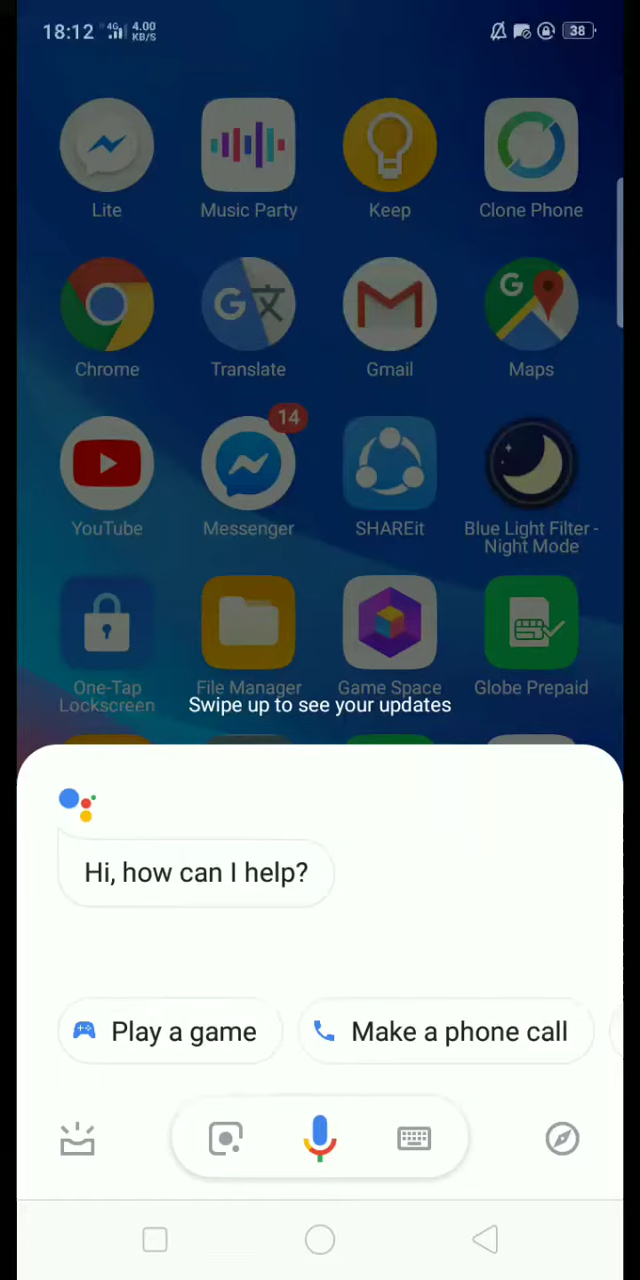 18:12 4G 4.00 KB/S 38
Lite Music Party Keep Clone Phone
Chrome Translate Gmail Maps
14
YouTube Messenger SHAREit Blue Light Filter -
Night Mode
One-Tap File Manager Game Space Globe Prepaid
Lockscreen
Swipe up to see your updates
Hi, how can I help?
Play a game Make a phone call